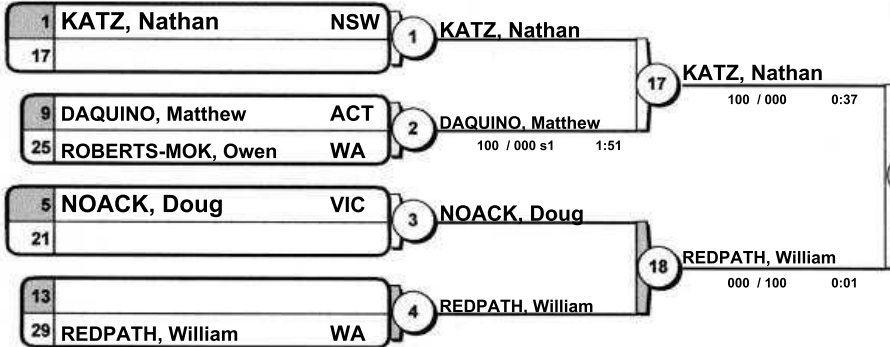 1 KATZ, Nathan NSW
17
1
KATZ, Nathan
9 DAQUINO, Matthew ACT
25 ROBERTS-MOK, Owen WA
2
DAQUINO, Matthew
100 / 000 s1 1:51
17
KATZ, Nathan
100 / 000 0:37
5 NOACK, Doug VIC
21
3
NOACK, Doug
13
29 REDPATH, William WA
4
REDPATH, William
18
REDPATH, William
000 / 100 0:01